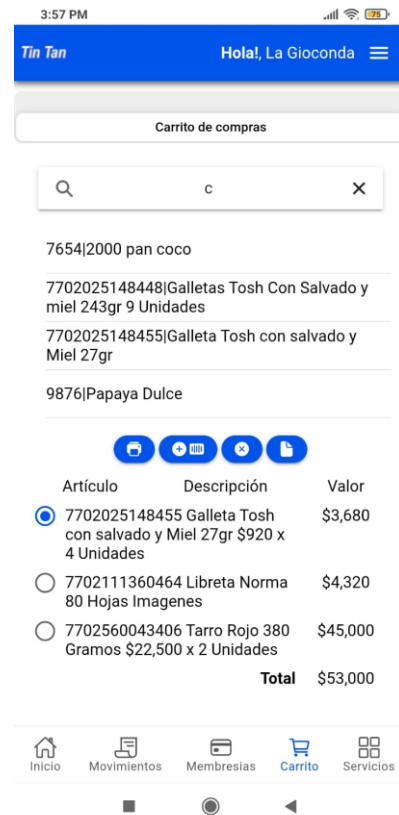 3:57 PM
75
Tin Tan
Hola!, La Gioconda
Carrito de compras
c
7654|2000 pan coco
7702025148448|Galletas Tosh Con Salvado y
miel 243gr 9 Unidades
7702025148455|Galleta Tosh con salvado y
Miel 27gr
9876|Papaya Dulce
Artículo Descripción Valor
7702025148455 Galleta Tosh $3,680
con salvado y Miel 27gr $920 x
4 Unidades
7702111360464 Libreta Norma $4,320
80 Hojas Imagenes
7702560043406 Tarro Rojo 380 $45,000
Gramos $22,500 x 2 Unidades
Total $53,000
Inicio Movimientos Membresias Carrito Servicios